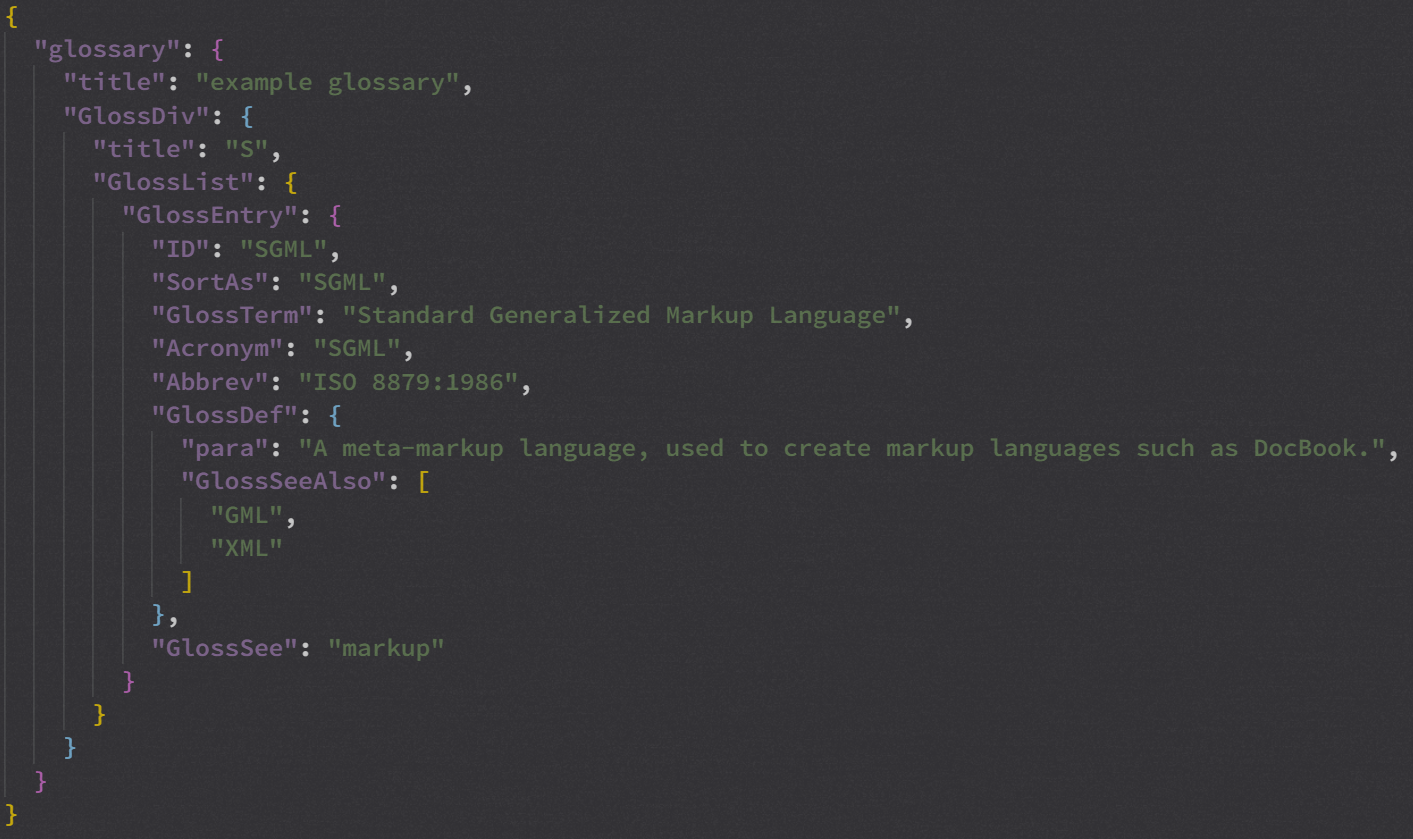 {
  "glossary": {
    "title": "example glossary",
    "GlossDiv": {
      "title": "S",
      "GlossList": {
        "GlossEntry": {
          "ID": "SGML",
          "SortAs": "SGML",
          "GlossTerm": "Standard Generalized Markup Language",
          "Acronym": "SGML",
          "Abbrev": "ISO 8879:1986",
          "GlossDef": {
            "para": "A meta-markup language, used to create markup languages such as DocBook.",
            "GlossSeeAlso": [
              "GML",
              "XML"
            ]
          },
          "GlossSee": "markup"
        }
      }
    }
  }
}